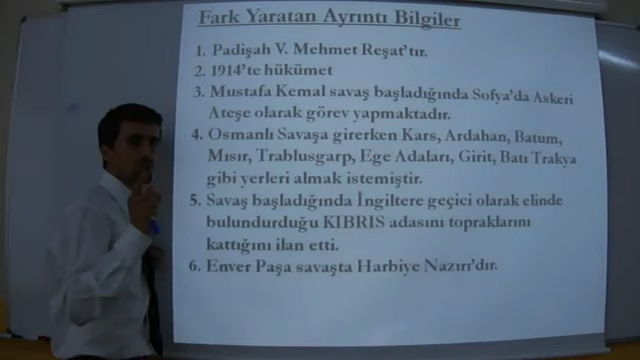 Fark Yaratan Ayrıntı Bilgiler
1. Padişah V. Mehmet Reşat'tır.
2. 1914'te hükümet
3. Mustafa Kemal savaş başladığında Sofya'da Askeri
Ateşe olarak görev yapmaktadır.
4. Osmanlı Savaşa girerken Kars, Ardahan, Batum,
Mısır, Trablusgarp, Ege Adaları, Girit, Batı Trakya
gibi yerleri almak istemiştir.
5. Savaş başladığında İngiltere geçici olarak elinde
bulundurduğu KIBRIS adasını topraklarını
kattığını ilan etti.
6. Enver Paşa savaşta Harbiye Nazırı'dır.